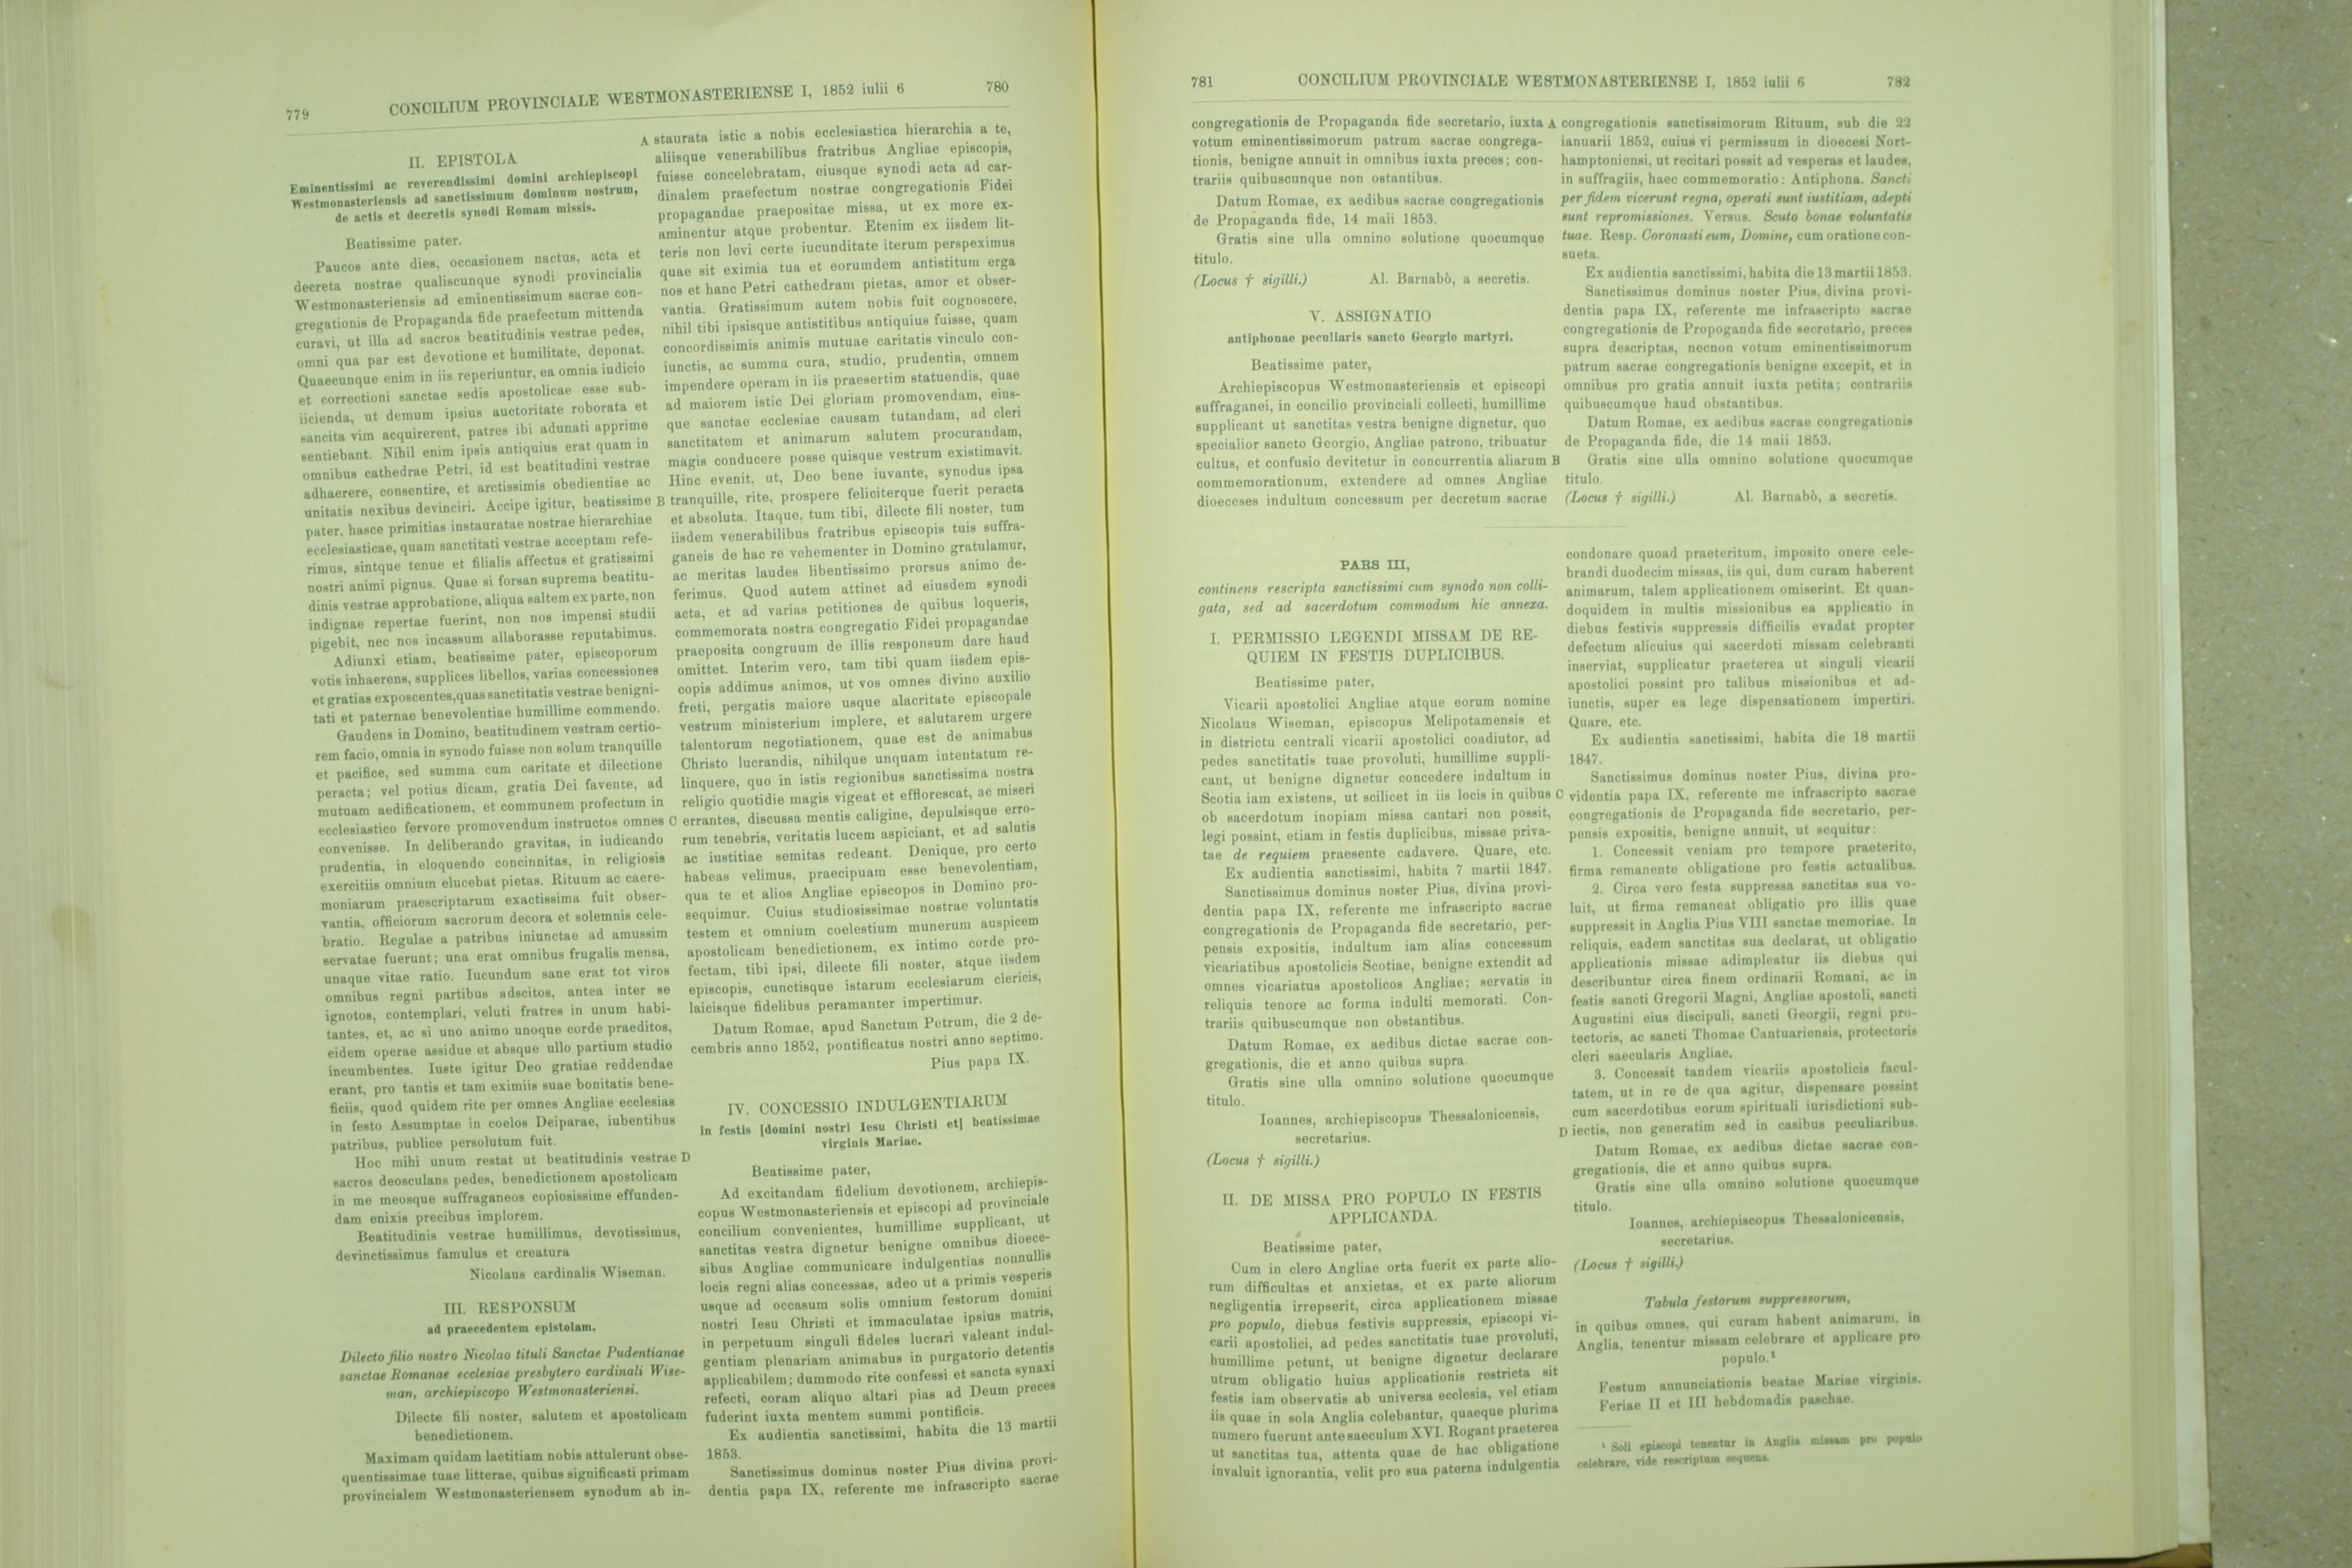 779
CONCILIUM PROVINCIALE WESTMONASTERIENSE I, 1852 iulii 6
780
II. EPISTOLA
Eminentissimi ac reverendissimi domini archiepiscopi
Westmonasteriensis ad sanctissimum dominum nostrum,
de actis et decretis synodi Romam missis.
Beatissime pater.
Paucos ante dies, occasionem nactus, acta et
decreta nostrae qualiscunque synodi provincialis
Westmonasteriensis ad eminentissimum sacrae con-
gregationis de Propaganda fide praefectum mittenda
curavi, ut illa ad sacros beatitudinis vestrae pedes,
omni qua par est devotione et humilitate, deponat.
Quaecunque enim in iis reperiuntur, ea omnia iudicio
et correctioni sanctae sedis apostolicae esse sub-
iicienda, ut demum ipsius auctoritate roborata et
sancita vim acquirerent, patres ibi adunati apprime
sentiebant. Nihil enim ipsis antiquius erat quam in
omnibus cathedrae Petri, id est beatitudini vestrae
adhaerere, consentire, et arctissimis obedientiae ac
unitatis nexibus devinciri. Accipe igitur, beatissime
pater, hasce primitias instauratae nostrae hierarchiae
ecclesiasticae, quam sanctitati vestrae acceptam refe-
rimus, sintque tenue et filialis affectus et gratissimi
nostri animi pignus. Quae si forsan suprema beatitu-
dinis vestrae approbatione, aliqua saltem ex parte, non
indignae repertae fuerint, non nos impensi studii
pigebit, nec nos incassum allaborasse reputabimus.
Adiunxi etiam, beatissime pater, episcoporum
votis inhaerens, supplices libellos, varias concessiones
et gratias exposcentes, quas sanctitatis vestrae benigni-
tati et paternae benevolentiae humillime commendo.
Gaudens in Domino, beatitudinem vestram certio-
rem facio, omnia in synodo fuisse non solum tranquille
et pacifice, sed summa cum caritate et dilectione
peracta; vel potius dicam, gratia Dei favente, ad
mutuam aedificationem, et communem profectum in
ecclesiastico fervore promovendum instructos omnes
convenisse. In deliberando gravitas, in iudicando
prudentia, in eloquendo concinnitas, in religiosis
exercitiis omnium elucebat pietas. Rituum ac caere-
moniarum praescriptarum exactissima fuit obser-
vantia, officiorum sacrorum decora et solemnis cele-
bratio. Regulae a patribus iniunctae ad amussim
servatae fuerunt; una erat omnibus frugalis mensa,
unaque vitae ratio. Iucundum sane erat tot viros
omnibus regni partibus adscitos, antea inter se
ignotos, contemplari, veluti fratres in unum habi-
tantes, et, ac si uno animo unoque corde praeditos,
eidem operae assidue et absque ullo partium studio
incumbentes. Iuste igitur Deo gratiae reddendae
erant, pro tantis et tam eximiis suae bonitatis bene-
ficiis, quod quidem rite per omnes Angliae ecclesias
in festo Assumptae in coelos Deiparae, iubentibus
patribus, publice persolutum fuit.
Hoc mihi unum restat ut beatitudinis vestrae
sacros deosculans pedes, benedictionem apostolicam
in me meosque suffraganeos copiosissime effunden-
dam enixis precibus implorem.
Beatitudinis vestrae humillimus, devotissimus,
devinctissimus famulus et creatura
Nicolaus cardinalis Wiseman.
III. RESPONSUM
ad praecedentem epistolam.
Dilecto filio nostro Nicolao tituli Sanctae Pudentianae
sanctae Romanae ecclesiae presbytero cardinali Wise-
man, archiepiscopo Westmonasteriensi.
Dilecte fili noster, salutem et apostolicam
benedictionem.
Maximam quidam laetitiam nobis attulerunt obse-
quentissimae tuae litterae, quibus significasti primam
provincialem Westmonasteriensem synodum ab in-
A staurata istic a nobis ecclesiastica hierarchia a te,
aliisque venerabilibus fratribus Angliae episcopis,
fuisse concelebratam, eiusque synodi acta ad car-
dinalem praefectum nostrae congregationis Fidei
propagandae praepositae missa, ut ex more ex-
aminentur atque probentur. Etenim ex iisdem lit-
teris non levi certe iucunditate iterum perspeximus
quae sit eximia tua et eorumdem antistitum erga
nos et hanc Petri cathedram pietas, amor et obser-
vantia. Gratissimum autem nobis fuit cognoscere,
nihil tibi ipsisque antistitibus antiquius fuisse, quam
concordissimis animis mutuae caritatis vinculo con-
iunctis, ac summa cura, studio, prudentia, omnem
impendere operam in iis praesertim statuendis, quae
ad maiorem istic Dei gloriam promovendam, eius-
que sanctae ecclesiae causam tutandam, ad cleri
sanctitatem et animarum salutem procurandam,
magis conducere posse quisque vestrum existimavit.
Hinc evenit, ut, Deo bene iuvante, synodus ipsa
B tranquille, rite, prospere feliciterque fuerit peracta
et absoluta. Itaque, tum tibi, dilecte fili noster, tum
iisdem venerabilibus fratribus episcopis tuis suffra-
ganeis de hac re vehementer in Domino gratulamur,
ac meritas laudes libentissimo prorsus animo de-
ferimus. Quod autem attinet ad eiusdem synodi
acta, et ad varias petitiones de quibus loqueris,
commemorata nostra congregatio Fidei propagandae
praeposita congruum de illis responsum dare haud
omittet. Interim vero, tam tibi quam iisdem epis-
copis addimus animos, ut vos omnes divino auxilio
freti, pergatis maiore usque alacritate episcopale
vestrum ministerium implere, et salutarem urgere
talentorum negotiationem, quae est de animabus
Christo lucrandis, nihilque unquam intentatum re-
linquere, quo in istis regionibus sanctissima nostra
religio quotidie magis vigeat et efflorescat, ac miseri
C errantes, discussa mentis caligine, depulsisque erro-
rum tenebris, veritatis lucem aspiciant, et ad salutis
ac iustitiae semitas redeant. Denique, pro certo
habeas velimus, praecipuam esse benevolentiam,
qua te et alios Angliae episcopos in Domino pro-
sequimur. Cuius studiosissimae nostrae voluntatis
testem et omnium coelestium munerum auspicem
apostolicam benedictionem, ex intimo corde pro-
fectam, tibi ipsi, dilecte fili noster, atque iisdem
episcopis, cunctisque istarum ecclesiarum clericis,
laicisque fidelibus peramanter impertimur.
Datum Romae, apud Sanctum Petrum, die 2 de-
cembris anno 1852, pontificatus nostri anno septimo.
Pius papa IX.
IV. CONCESSIO INDULGENTIARUM
in festis [domini nostri Iesu Christi et] beatissimae
virginis Mariae.
D
Beatissime pater,
Ad excitandam fidelium devotionem, archiepis-
copus Westmonasteriensis et episcopi ad provinciale
concilium convenientes, humillime supplicant, ut
sanctitas vestra dignetur benigne omnibus dioece-
sibus Angliae communicare indulgentias nonnullis
locis regni alias concessas, adeo ut a primis vesperis
usque ad occasum solis omnium festorum domini
nostri Iesu Christi et immaculatae ipsius matris,
in perpetuum singuli fideles lucrari valeant indul-
gentiam plenariam animabus in purgatorio detentis
applicabilem; dummodo rite confessi et sancta synaxi
refecti, coram aliquo altari pias ad Deum preces
fuderint iuxta mentem summi pontificis.
Ex audientia sanctissimi, habita die 13 martii
1853.
Sanctissimus dominus noster Pius divina provi-
dentia papa IX, referente me infrascripto sacrae
781
CONCILIUM PROVINCIALE WESTMONASTERIENSE I, 1852 iulii 6
782
congregationis de Propaganda fide secretario, iuxta
votum eminentissimorum patrum sacrae congrega-
tionis, benigne annuit in omnibus iuxta preces; con-
trariis quibuscunque non ostantibus.
Datum Romae, ex aedibus sacrae congregationis
de Propaganda fide, 14 maii 1853.
Gratis sine ulla omnino solutione quocumque
titulo.
(Locus † sigilli.) Al. Barnabò, a secretis.
V. ASSIGNATIO
antiphonae peculiaris sancto Georgio martyri.
Beatissime pater,
Archiepiscopus Westmonasteriensis et episcopi
suffraganei, in concilio provinciali collecti, humillime
supplicant ut sanctitas vestra benigne dignetur, quo
specialior sancto Georgio, Angliae patrono, tribuatur
cultus, et confusio devitetur in concurrentia aliarum
commemorationum, extendere ad omnes Angliae
dioeceses indultum concessum per decretum sacrae
A congregationis sanctissimorum Rituum, sub die 22
ianuarii 1852, cuius vi permissum in dioecesi Nort-
hamptoniensi, ut recitari possit ad vesperas et laudes,
in suffragiis, haec commemoratio: Antiphona. Sancti
per fidem vicerunt regna, operati sunt iustitiam, adepti
sunt repromissiones. Versus. Scuto bonae voluntatis
tuae. Resp. Coronasti eum, Domine, cum oratione con-
sueta.
Ex audientia sanctissimi, habita die 13 martii 1853.
Sanctissimus dominus noster Pius, divina provi-
dentia papa IX, referente me infrascripto sacrae
congregationis de Propoganda fide secretario, preces
supra descriptas, necnon votum eminentissimorum
patrum sacrae congregationis benigne excepit, et in
omnibus pro gratia annuit iuxta petita; contrariis
quibuscumque haud obstantibus.
Datum Romae, ex aedibus sacrae congregationis
de Propaganda fide, die 14 maii 1853.
B Gratis sine ulla omnino solutione quocumque
titulo.
(Locus † sigilli.) Al. Barnabò, a secretis.
PARS III,
continens rescripta sanctissimi cum synodo non colli-
gata, sed ad sacerdotum commodum hic annexa.
I. PERMISSIO LEGENDI MISSAM DE RE-
QUIEM IN FESTIS DUPLICIBUS.
Beatissime pater,
Vicarii apostolici Angliae atque eorum nomine
Nicolaus Wiseman, episcopus Melipotamensis et
in districtu centrali vicarii apostolici coadiutor, ad
pedes sanctitatis tuae provoluti, humillime suppli-
cant, ut benigne dignetur concedere indultum in
Scotia iam existens, ut scilicet in iis locis in quibus
ob sacerdotum inopiam missa cantari non possit,
legi possint, etiam in festis duplicibus, missae priva-
tae de requiem praesente cadavere. Quare, etc.
Ex audientia sanctissimi, habita 7 martii 1847.
Sanctissimus dominus noster Pius, divina provi-
dentia papa IX, referente me infrascripto sacrae
congregationis de Propaganda fide secretario, per-
pensis expositis, indultum iam alias concessum
vicariatibus apostolicis Scotiae, benigne extendit ad
omnes vicariatus apostolicos Angliae; servatis in
reliquis tenore ac forma indulti memorati. Con-
trariis quibuscumque non obstantibus.
Datum Romae, ex aedibus dictae sacrae con-
gregationis, die et anno quibus supra.
Gratis sine ulla omnino solutione quocumque
titulo.
Ioannes, archiepiscopus Thessalonicensis,
secretarius.
(Locus † sigilli.)
II. DE MISSA PRO POPULO IN FESTIS
APPLICANDA.
Beatissime pater,
Cum in clero Angliae orta fuerit ex parte alio-
rum difficultas et anxietas, et ex parte aliorum
negligentia irrepserit, circa applicationem missae
pro populo, diebus festivis suppressis, episcopi vi-
carii apostolici, ad pedes sanctitatis tuae provoluti,
humillime petunt, ut benigne dignetur declarare
utrum obligatio huius applicationis restricta sit
festis iam observatis ab universa ecclesia, vel etiam
iis quae in sola Anglia colebantur, quaeque plurima
numero fuerunt ante saeculum XVI. Rogant praeterea
ut sanctitas tua, attenta quae de hac obligatione
invaluit ignorantia, velit pro sua paterna indulgentia
condonare quoad praeteritum, imposito onere cele-
brandi duodecim missas, iis qui, dum curam haberent
animarum, talem applicationem omiserint. Et quan-
doquidem in multis missionibus ea applicatio in
diebus festivis suppressis difficilis evadat propter
defectum alicuius qui sacerdoti missam celebranti
inserviat, supplicatur praeterea ut singuli vicarii
apostolici possint pro talibus missionibus et ad-
iunctis, super ea lege dispensationem impertiri.
Quare, etc.
Ex audientia sanctissimi, habita die 18 martii
1847.
Sanctissimus dominus noster Pius, divina pro-
C videntia papa IX, referente me infrascripto sacrae
congregationis de Propaganda fide secretario, per-
pensis expositis, benigne annuit, ut sequitur:
1. Concessit veniam pro tempore praeterito,
firma remanente obligatione pro festis actualibus.
2. Circa vero festa suppressa sanctitas sua vo-
luit, ut firma remaneat obligatio pro illis quae
suppressit in Anglia Pius VIII sanctae memoriae. In
reliquis, eadem sanctitas sua declarat, ut obligatio
applicationis missae adimpleatur iis diebus qui
describuntur circa finem ordinarii Romani, ac in
festis sancti Gregorii Magni, Angliae apostoli, sancti
Augustini eius discipuli, sancti Georgii, regni pro-
tectoris, ac sancti Thomae Cantuariensis, protectoris
cleri saecularis Angliae.
3. Concessit tandem vicariis apostolicis facul-
tatem, ut in re de qua agitur, dispensare possint
cum sacerdotibus eorum spirituali iurisdictioni sub-
D iectis, non generatim sed in casibus peculiaribus.
Datum Romae, ex aedibus dictae sacrae con-
gregationis, die et anno quibus supra.
Gratis sine ulla omnino solutione quocumque
titulo.
Ioannes, archiepiscopus Thessalonicensis,
secretarius.
(Locus † sigilli.)
Tabula festorum suppressorum,
in quibus omnes, qui curam habent animarum, in
Anglia, tenentur missam celebrare et applicare pro
populo.¹
Festum annunciationis beatae Mariae virginis.
Feriae II et III hebdomadis paschae.
¹ Soli episcopi tenentur in Anglia missam pro populo
celebrare, vide rescriptum sequens.